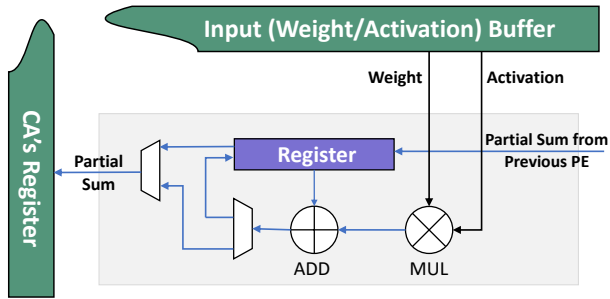 Input (Weight/Activation) Buffer
Weight
Activation
CA's Register
Partial
Sum
Register
Partial Sum from
Previous PE
ADD
MUL